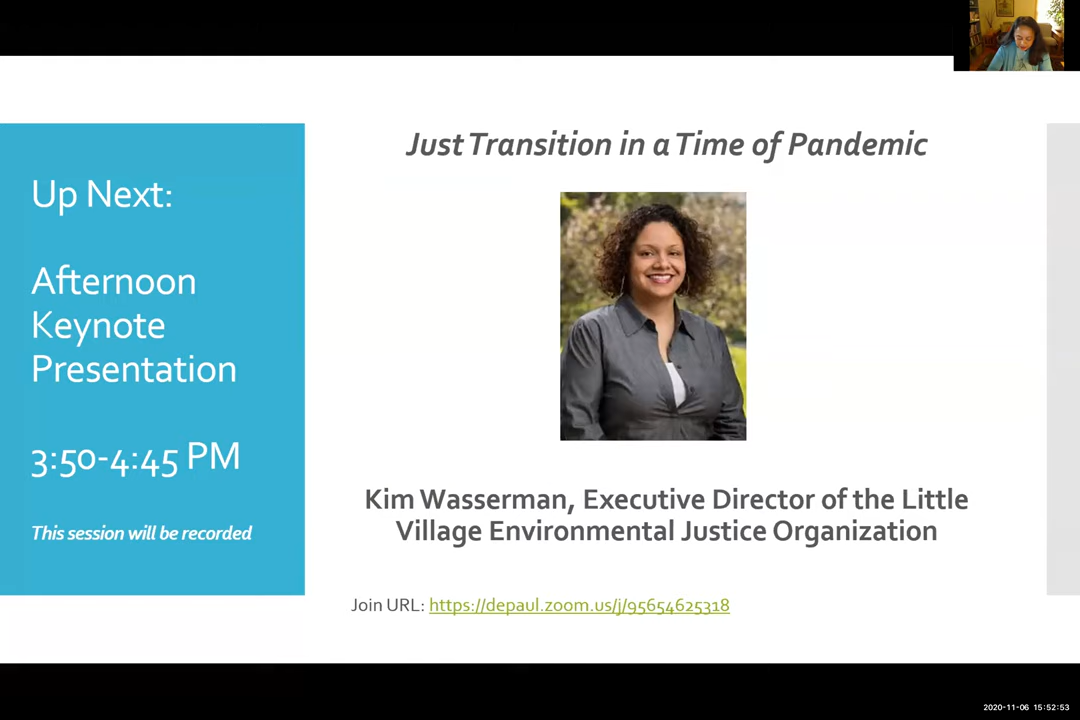 Up Next:
Afternoon
Keynote
Presentation
3:50-4:45 PM
This session will be recorded
Just Transition in a Time of Pandemic
Kim Wasserman, Executive Director of the Little
Village Environmental Justice Organization
Join URL: https://depaul.zoom.us/j/95654625318
2020-11-06 15:52:53